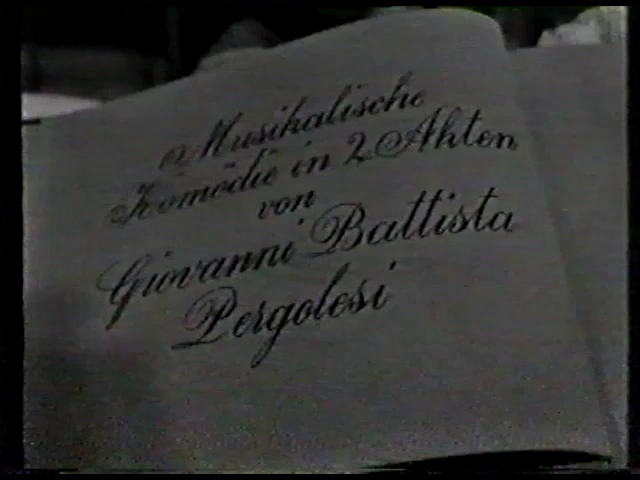 Musikalische
Komödie in 2 Akten
von
Giovanni Battista
Pergolesi